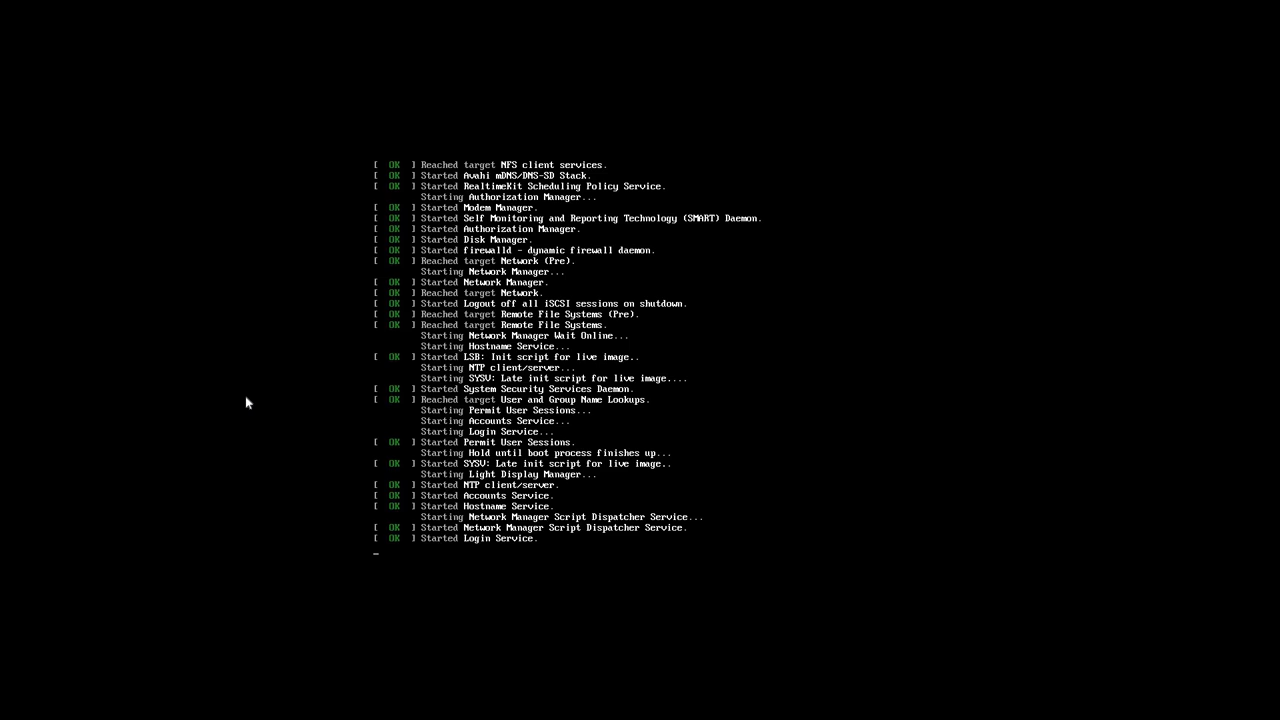 [  OK  ] Reached target NFS client services.
[  OK  ] Started Avahi mDNS/DNS-SD Stack.
[  OK  ] Started RealtimeKit Scheduling Policy Service.
         Starting Authorization Manager...
[  OK  ] Started Modem Manager.
[  OK  ] Started Self Monitoring and Reporting Technology (SMART) Daemon.
[  OK  ] Started Authorization Manager.
[  OK  ] Started Disk Manager.
[  OK  ] Started firewalld - dynamic firewall daemon.
[  OK  ] Reached target Network (Pre).
         Starting Network Manager...
[  OK  ] Started Network Manager.
[  OK  ] Reached target Network.
[  OK  ] Started Logout off all iSCSI sessions on shutdown.
[  OK  ] Reached target Remote File Systems (Pre).
[  OK  ] Reached target Remote File Systems.
         Starting Network Manager Wait Online...
         Starting Hostname Service...
[  OK  ] Started LSB: Init script for live image..
         Starting NTP client/server...
         Starting SYSV: Late init script for live image....
[  OK  ] Started System Security Services Daemon.
[  OK  ] Reached target User and Group Name Lookups.
         Starting Permit User Sessions...
         Starting Accounts Service...
         Starting Login Service...
[  OK  ] Started Permit User Sessions.
         Starting Hold until boot process finishes up...
[  OK  ] Started SYSV: Late init script for live image..
         Starting Light Display Manager...
[  OK  ] Started NTP client/server.
[  OK  ] Started Accounts Service.
[  OK  ] Started Hostname Service.
         Starting Network Manager Script Dispatcher Service...
[  OK  ] Started Network Manager Script Dispatcher Service.
[  OK  ] Started Login Service.